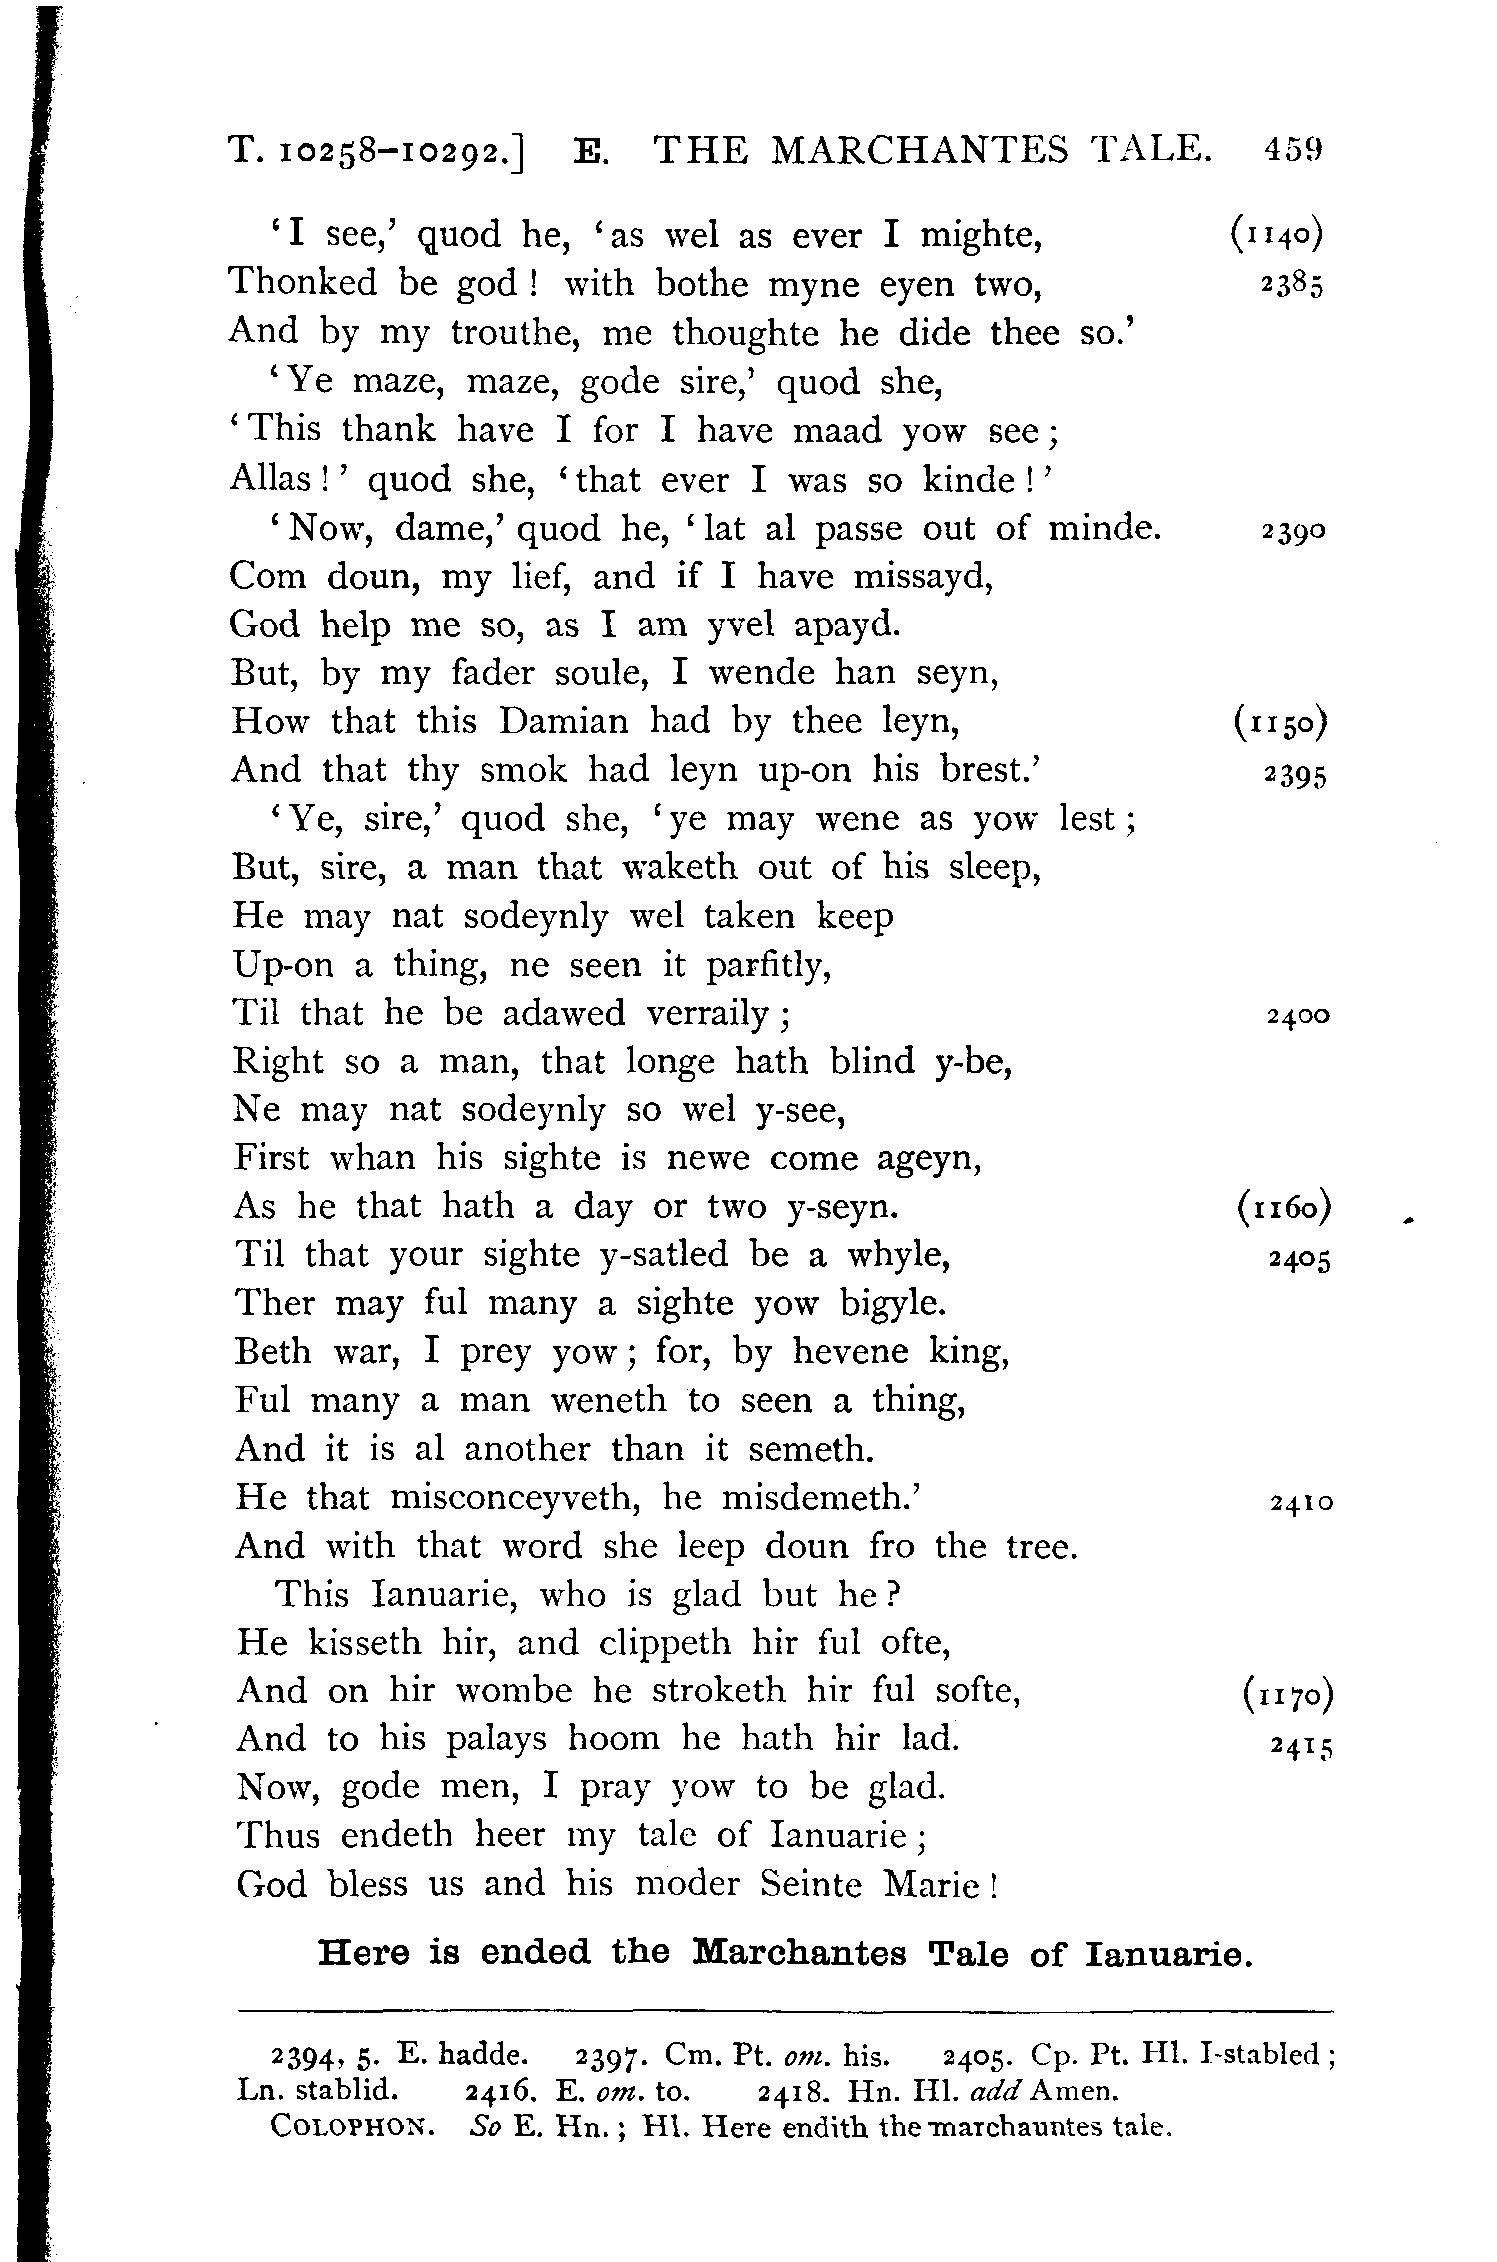 T. 10258–10292.] E. THE MARCHANTES TALE. 459
‘I see,’ quod he, ‘as wel as ever I mighte, (1140)
Thonked be god! with bothe myne eyen two, 2385
And by my trouthe, me thoughte he dide thee so.’
‘Ye maze, maze, gode sire,’ quod she,
‘This thank have I for I have maad yow see;
Allas!’ quod she, ‘that ever I was so kinde!’
‘Now, dame,’ quod he, ‘lat al passe out of minde. 2390
Com doun, my lief, and if I have missayd,
God help me so, as I am yvel apayd.
But, by my fader soule, I wende han seyn,
How that this Damian had by thee leyn, (1150)
And that thy smok had leyn up-on his brest.’ 2395
‘Ye, sire,’ quod she, ‘ye may wene as yow lest;
But, sire, a man that waketh out of his sleep,
He may nat sodeynly wel taken keep
Up-on a thing, ne seen it parfitly,
Til that he be adawed verraily; 2400
Right so a man, that longe hath blind y-be,
Ne may nat sodeynly so wel y-see,
First whan his sighte is newe come ageyn,
As he that hath a day or two y-seyn. (1160)
Til that your sighte y-satled be a whyle, 2405
Ther may ful many a sighte yow bigyle.
Beth war, I prey yow; for, by hevene king,
Ful many a man weneth to seen a thing,
And it is al another than it semeth.
He that misconceyveth, he misdemeth.’ 2410
And with that word she leep doun fro the tree.
This Ianuarie, who is glad but he?
He kisseth hir, and clippeth hir ful ofte,
And on hir wombe he stroketh hir ful softe, (1170)
And to his palays hoom he hath hir lad. 2415
Now, gode men, I pray yow to be glad.
Thus endeth heer my tale of Ianuarie;
God bless us and his moder Seinte Marie!
Here is ended the Marchantes Tale of Ianuarie.
2394, 5. E. hadde. 2397. Cm. Pt. om. his. 2405. Cp. Pt. Hl. I-stabled;
Ln. stablid. 2416. E. om. to. 2418. Hn. Hl. add Amen.
COLOPHON. So E. Hn.; Hl. Here endith the marchauntes tale.